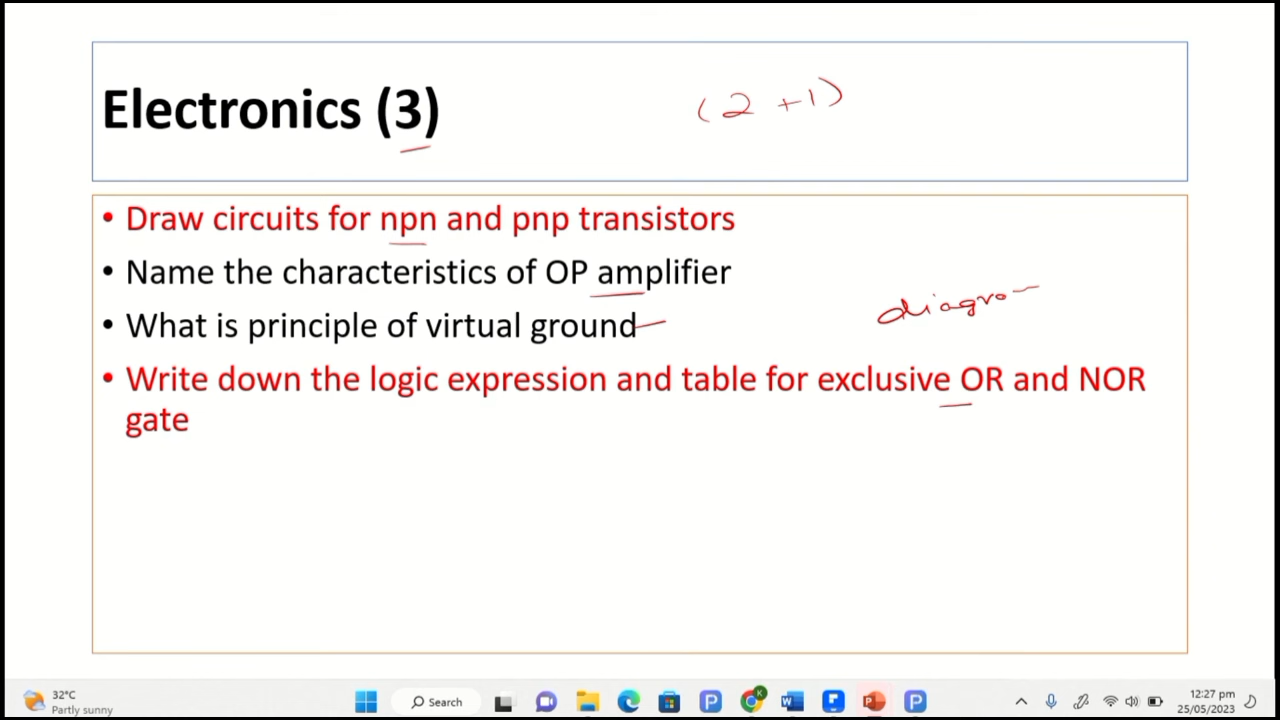 Electronics (3)
(2 +1)
• Draw circuits for npn and pnp transistors
• Name the characteristics of OP amplifier
• What is principle of virtual ground
diagra
• Write down the logic expression and table for exclusive OR and NOR
gate
32°C
Partly sunny
Search
12:27 pm
25/05/2023